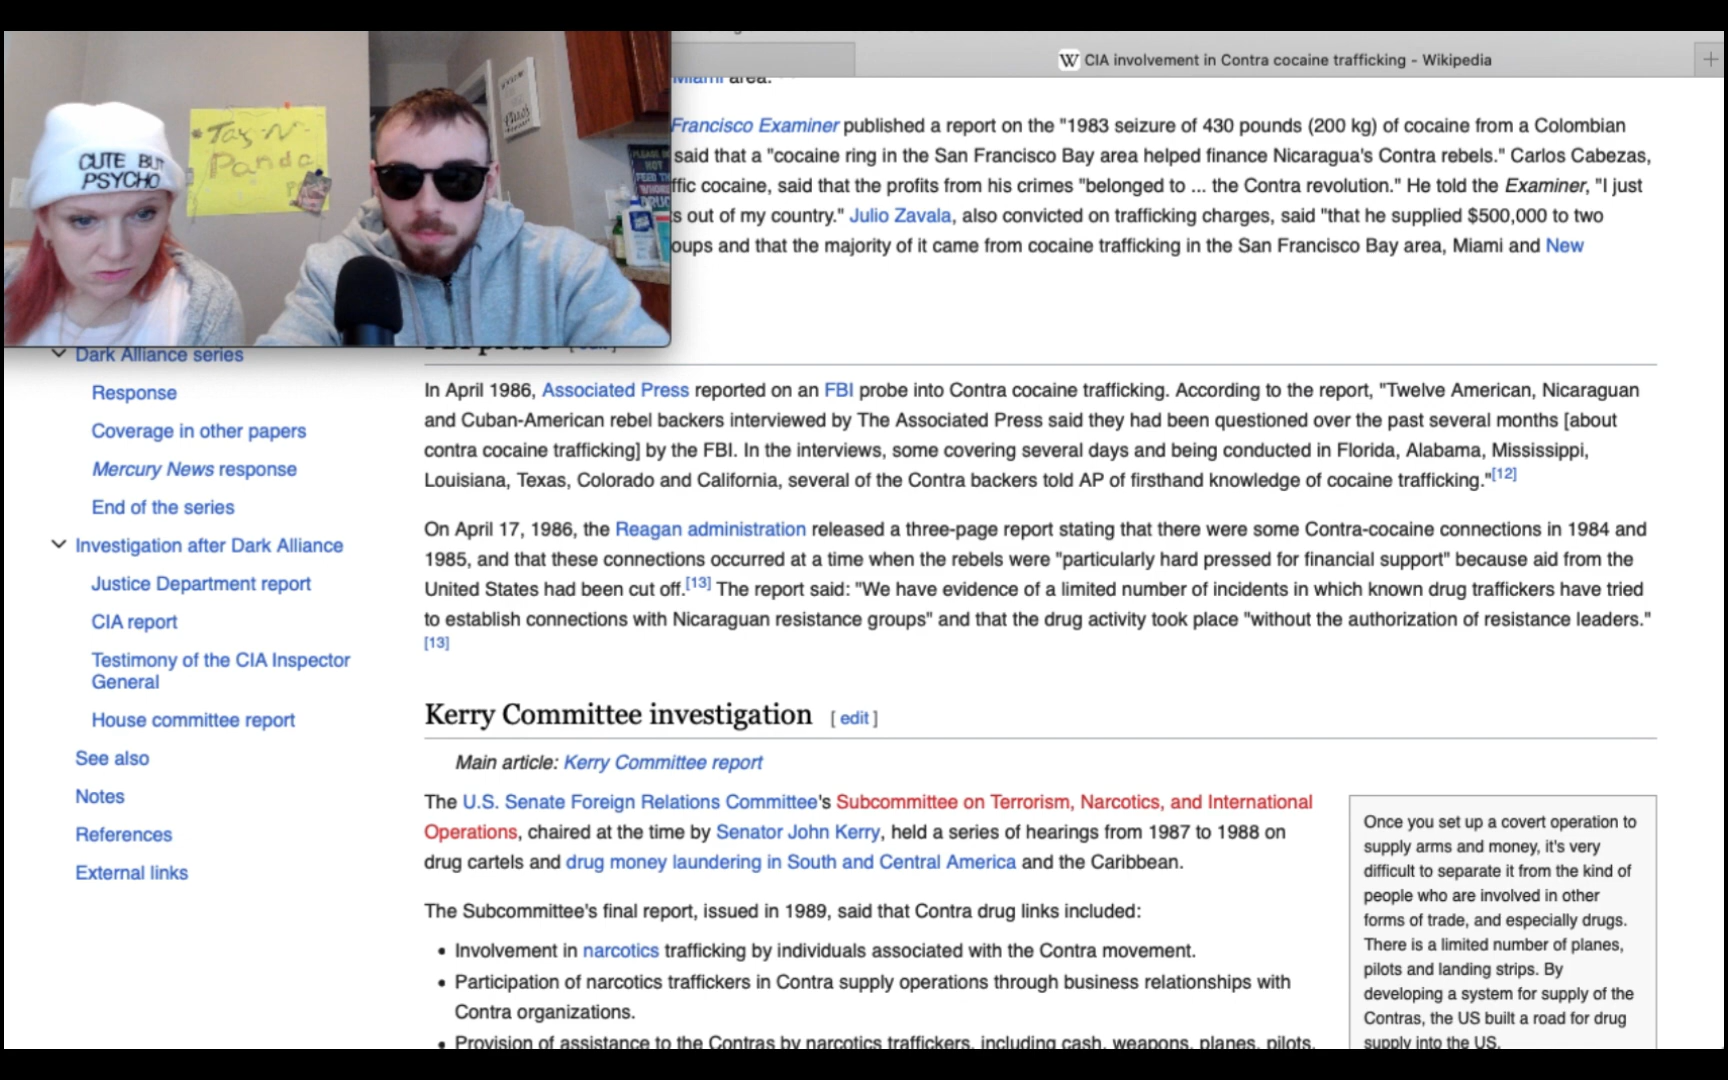 CIA involvement in Contra cocaine trafficking - Wikipedia
Miami area.
CUTE BUT
PSYCHO
Tay-N-
Panda
PLEASE DO
NOT
FEED THE
Francisco Examiner published a report on the "1983 seizure of 430 pounds (200 kg) of cocaine from a Colombian
said that a "cocaine ring in the San Francisco Bay area helped finance Nicaragua's Contra rebels." Carlos Cabezas,
ffic cocaine, said that the profits from his crimes "belonged to ... the Contra revolution." He told the Examiner, "I just
s out of my country." Julio Zavala, also convicted on trafficking charges, said "that he supplied $500,000 to two
oups and that the majority of it came from cocaine trafficking in the San Francisco Bay area, Miami and New
Dark Alliance series
Response
Coverage in other papers
Mercury News response
End of the series
Investigation after Dark Alliance
Justice Department report
CIA report
Testimony of the CIA Inspector
General
House committee report
See also
Notes
References
External links
In April 1986, Associated Press reported on an FBI probe into Contra cocaine trafficking. According to the report, "Twelve American, Nicaraguan
and Cuban-American rebel backers interviewed by The Associated Press said they had been questioned over the past several months [about
contra cocaine trafficking] by the FBI. In the interviews, some covering several days and being conducted in Florida, Alabama, Mississippi,
Louisiana, Texas, Colorado and California, several of the Contra backers told AP of firsthand knowledge of cocaine trafficking."[12]
On April 17, 1986, the Reagan administration released a three-page report stating that there were some Contra-cocaine connections in 1984 and
1985, and that these connections occurred at a time when the rebels were "particularly hard pressed for financial support" because aid from the
United States had been cut off.[13] The report said: "We have evidence of a limited number of incidents in which known drug traffickers have tried
to establish connections with Nicaraguan resistance groups" and that the drug activity took place "without the authorization of resistance leaders."
[13]
Kerry Committee investigation [ edit ]
Main article: Kerry Committee report
The U.S. Senate Foreign Relations Committee's Subcommittee on Terrorism, Narcotics, and International
Operations, chaired at the time by Senator John Kerry, held a series of hearings from 1987 to 1988 on
drug cartels and drug money laundering in South and Central America and the Caribbean.
The Subcommittee's final report, issued in 1989, said that Contra drug links included:
• Involvement in narcotics trafficking by individuals associated with the Contra movement.
• Participation of narcotics traffickers in Contra supply operations through business relationships with
Contra organizations.
• Provision of assistance to the Contras by narcotics traffickers, including cash, weapons, planes, pilots,
Once you set up a covert operation to
supply arms and money, it's very
difficult to separate it from the kind of
people who are involved in other
forms of trade, and especially drugs.
There is a limited number of planes,
pilots and landing strips. By
developing a system for supply of the
Contras, the US built a road for drug
supply into the US.